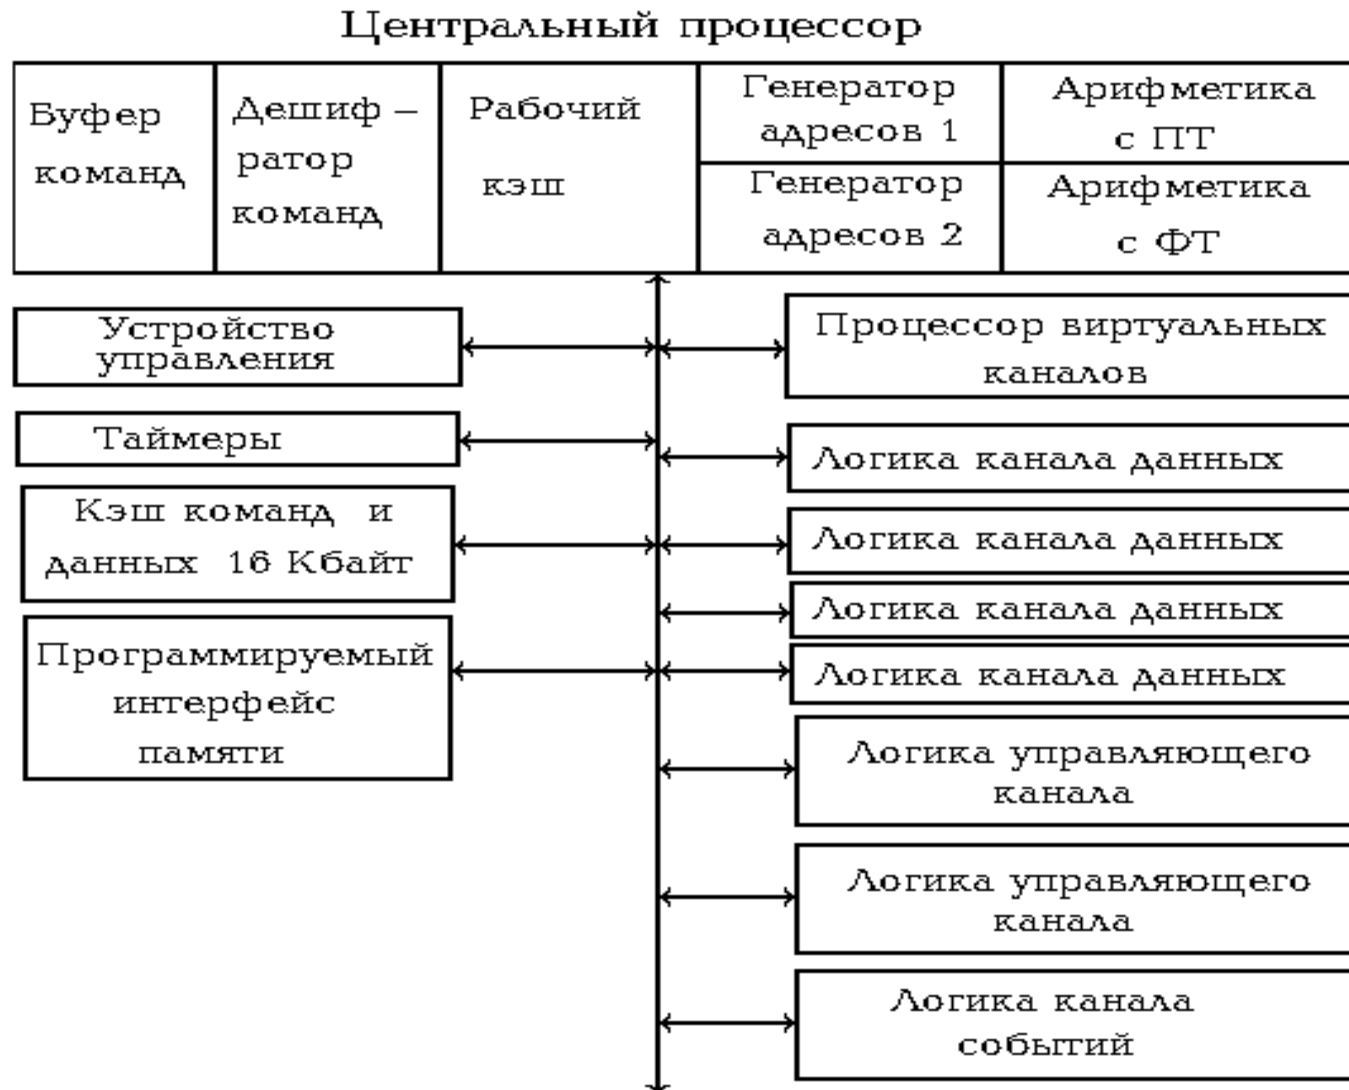 Центральный процессор
Буфер
команд
Дешиф –
ратор
команд
Рабочий
кэш
Генератор
адресов 1
Арифметика
с ПТ
Генератор
адресов 2
Арифметика
с ФТ
Устройство
управления
Процессор виртуальных
каналов
Таймеры
Логика канала данных
Кэш команд и
данных 16 Кбайт
Логика канала данных
Логика канала данных
Программируемый
интерфейс
памяти
Логика канала данных
Логика управляющего
канала
Логика управляющего
канала
Логика канала
событий